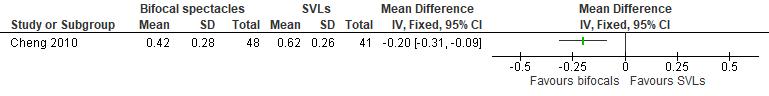 Bifocal spectacles SVLs Mean Difference Mean Difference
Study or Subgroup Mean SD Total Mean SD Total IV, Fixed, 95% CI IV, Fixed, 95% CI
Cheng 2010 0.42 0.28 48 0.62 0.26 41 -0.20 [-0.31, -0.09]
-0.5 -0.25 0 0.25 0.5
Favours bifocals Favours SVLs